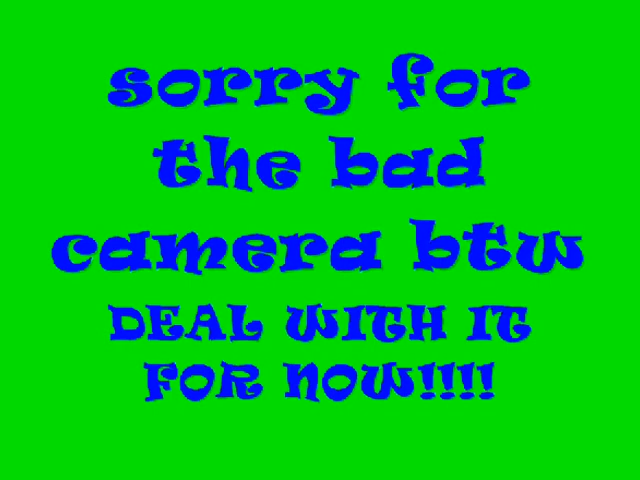 sorry for
the bad
camera btw
DEAL WITH IT
FOR NOW!!!!